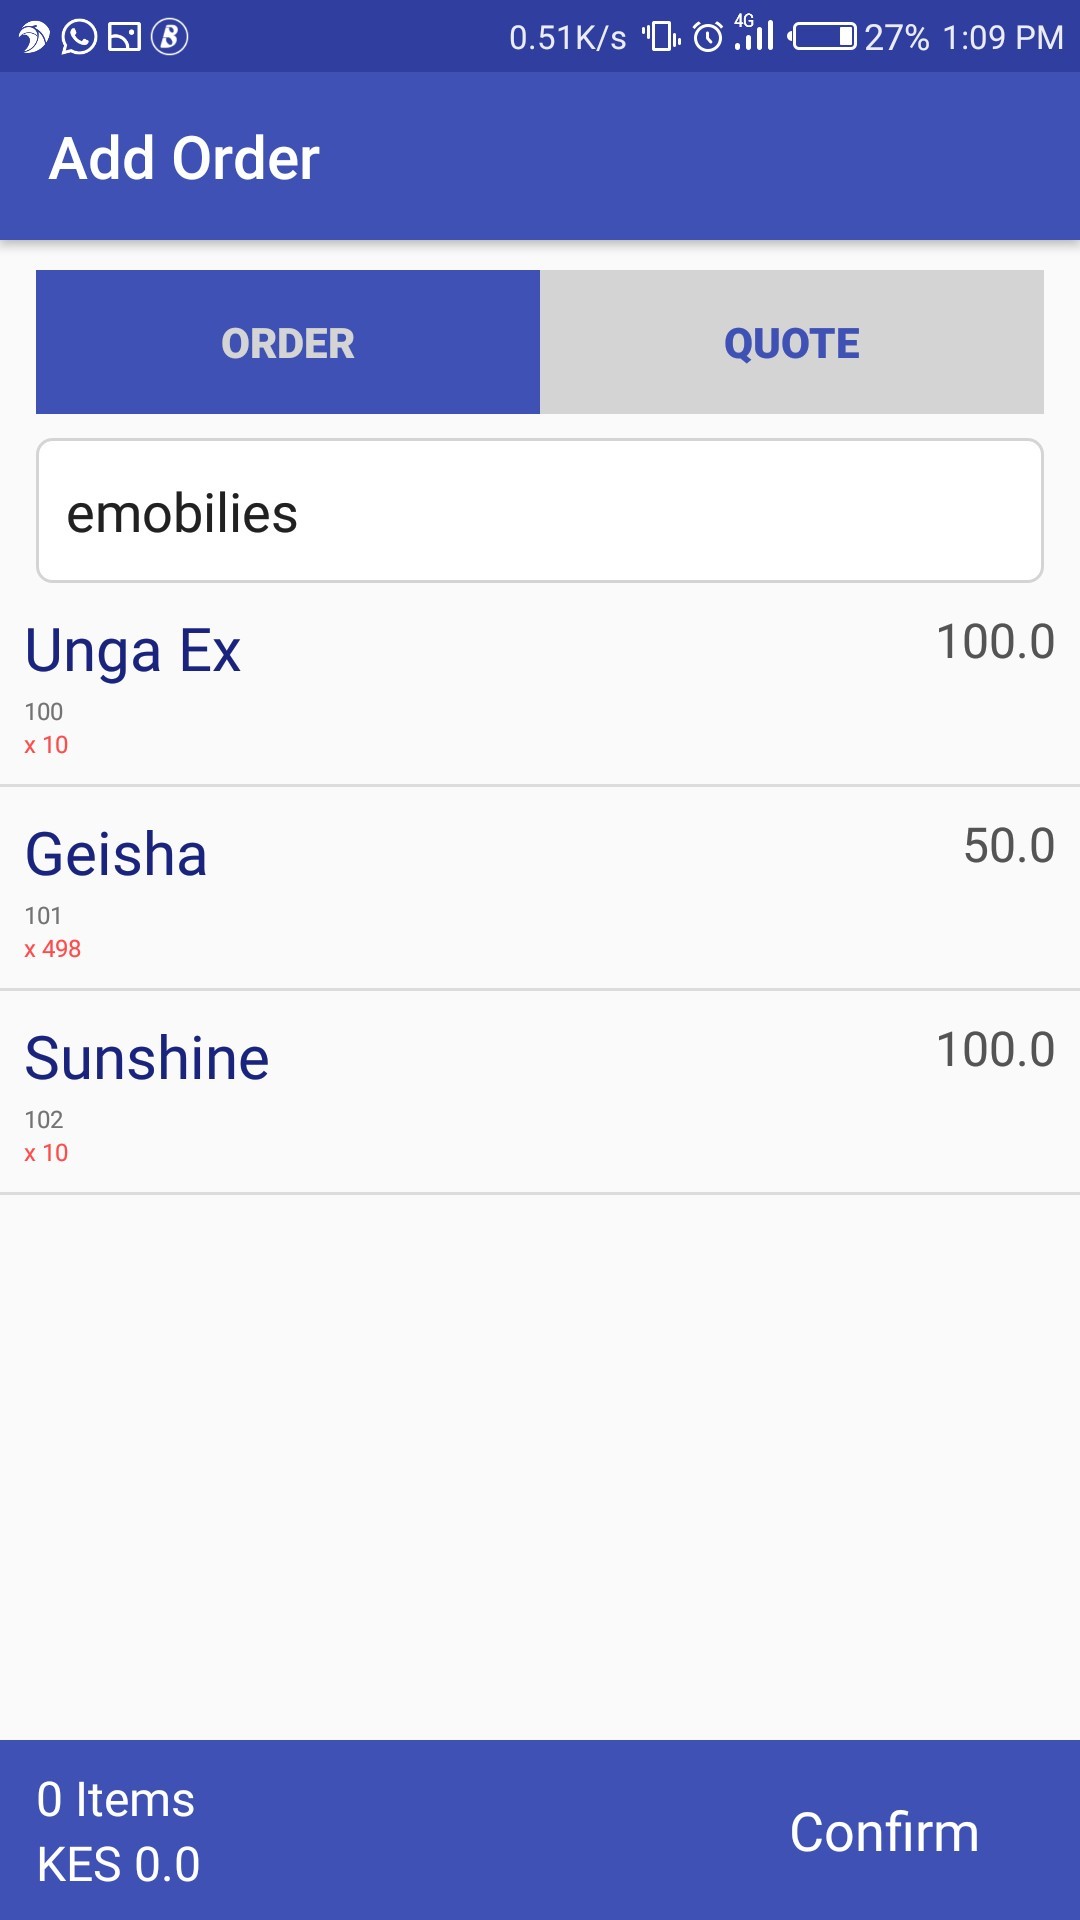 0.51K/s 4G 27% 1:09 PM
Add Order
ORDER QUOTE
emobilies
Unga Ex 100.0
100
x 10
Geisha 50.0
101
x 498
Sunshine 100.0
102
x 10
0 Items
KES 0.0
Confirm